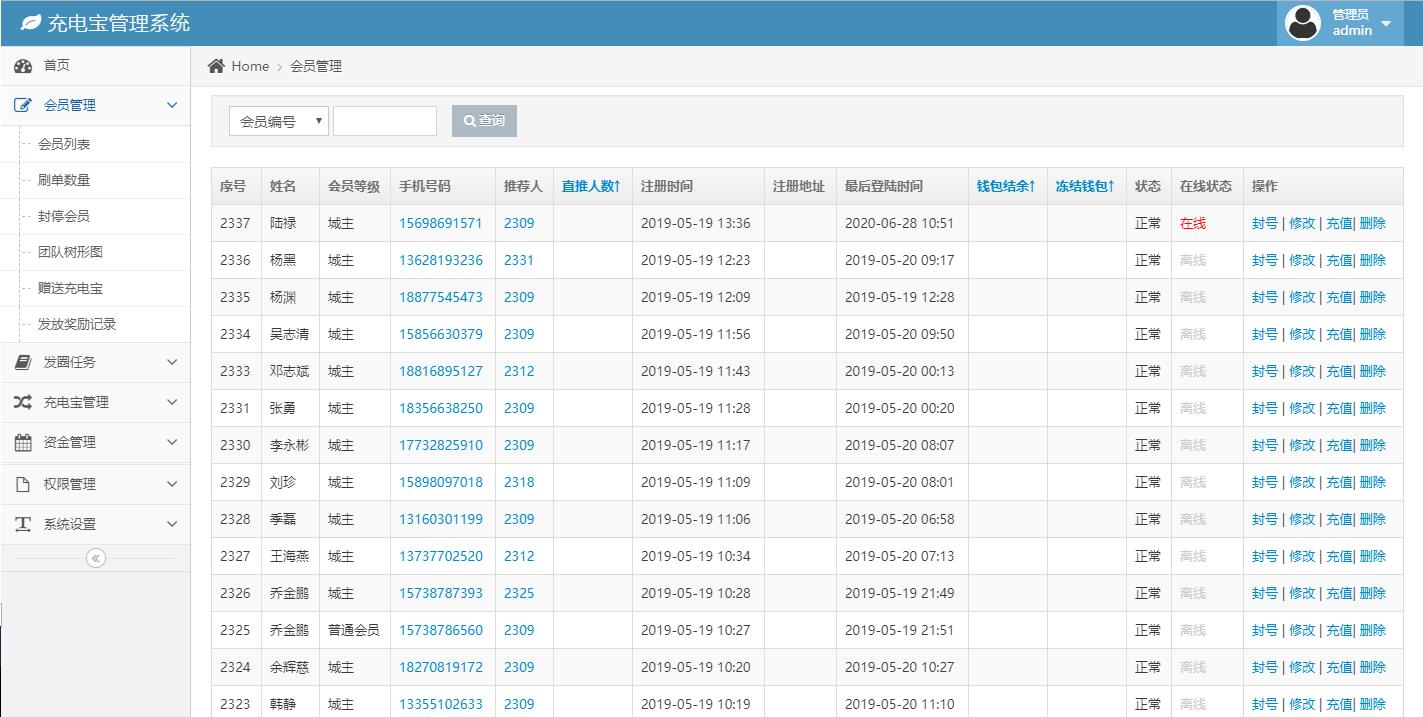 充电宝管理系统
管理员
admin
首页
会员管理
会员列表
刷单数量
封停会员
团队树形图
赠送充电宝
发放奖励记录
发圈任务
充电宝管理
资金管理
权限管理
系统设置
Home > 会员管理
会员编号 查询
序号 姓名 会员等级 手机号码 推荐人 直推人数↑ 注册时间 注册地址 最后登陆时间 钱包结余↑ 冻结钱包↑ 状态 在线状态 操作
2337 陆禄 城主 15698691571 2309 2019-05-19 13:36 2020-06-28 10:51 正常 在线 封号 | 修改 | 充值| 删除
2336 杨黑 城主 13628193236 2331 2019-05-19 12:23 2019-05-20 09:17 正常 离线 封号 | 修改 | 充值| 删除
2335 杨渊 城主 18877545473 2309 2019-05-19 12:09 2019-05-19 12:28 正常 离线 封号 | 修改 | 充值| 删除
2334 吴志清 城主 15856630379 2309 2019-05-19 11:56 2019-05-20 09:50 正常 离线 封号 | 修改 | 充值| 删除
2333 邓志斌 城主 18816895127 2312 2019-05-19 11:43 2019-05-20 00:13 正常 离线 封号 | 修改 | 充值| 删除
2331 张勇 城主 18356638250 2309 2019-05-19 11:28 2019-05-20 00:20 正常 离线 封号 | 修改 | 充值| 删除
2330 李永彬 城主 17732825910 2309 2019-05-19 11:17 2019-05-20 08:07 正常 离线 封号 | 修改 | 充值| 删除
2329 刘珍 城主 15898097018 2318 2019-05-19 11:09 2019-05-20 08:01 正常 离线 封号 | 修改 | 充值| 删除
2328 季磊 城主 13160301199 2309 2019-05-19 11:06 2019-05-20 06:58 正常 离线 封号 | 修改 | 充值| 删除
2327 王海燕 城主 13737702520 2312 2019-05-19 10:34 2019-05-20 07:13 正常 离线 封号 | 修改 | 充值| 删除
2326 乔金鹏 城主 15738787393 2325 2019-05-19 10:28 2019-05-19 21:49 正常 离线 封号 | 修改 | 充值| 删除
2325 乔金鹏 普通会员 15738786560 2309 2019-05-19 10:27 2019-05-19 21:51 正常 离线 封号 | 修改 | 充值| 删除
2324 余辉慈 城主 18270819172 2309 2019-05-19 10:20 2019-05-20 10:27 正常 离线 封号 | 修改 | 充值| 删除
2323 韩静 城主 13355102633 2309 2019-05-19 10:19 2019-05-20 11:10 正常 离线 封号 | 修改 | 充值| 删除